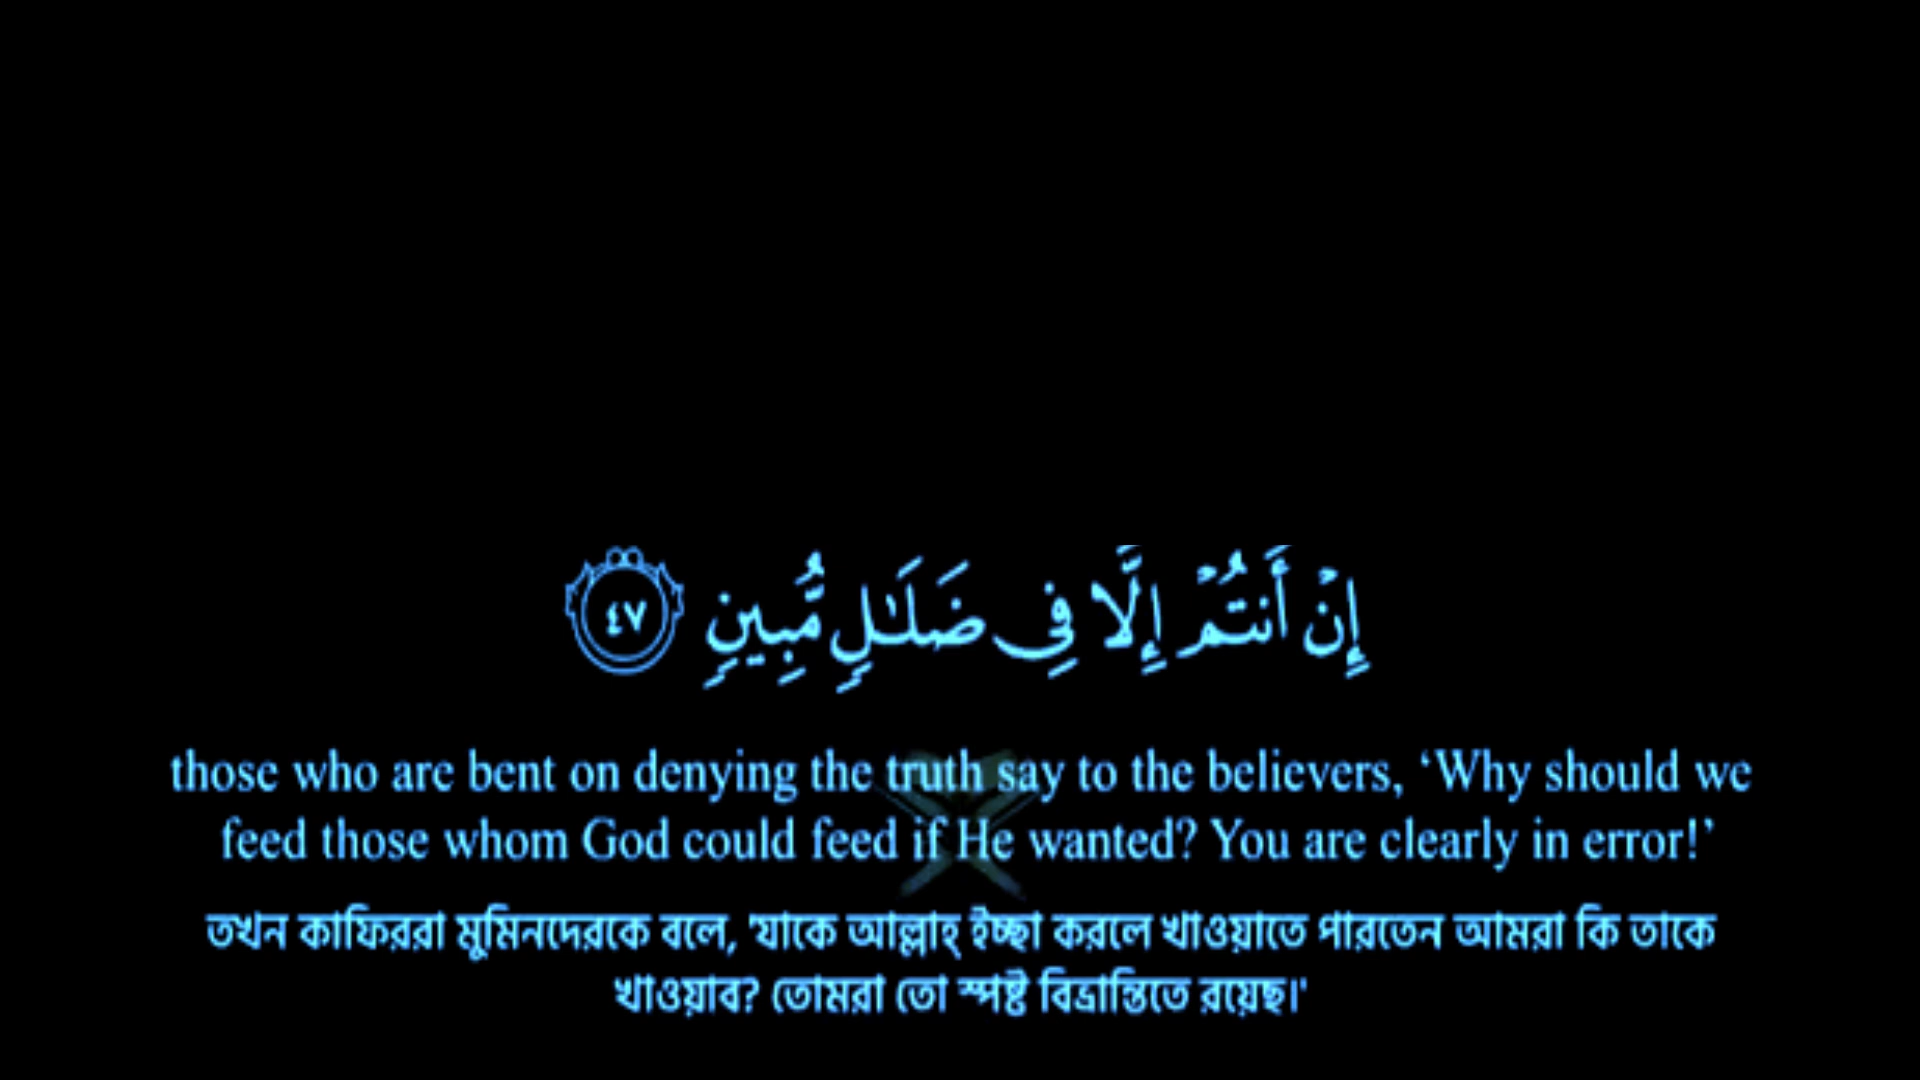 إِنْ أَنتُمْ إِلَّا فِى ضَلَـٰلٍ مُّبِينٍ ٤٧
those who are bent on denying the truth say to the believers, ‘Why should we
feed those whom God could feed if He wanted? You are clearly in error!’
তখন কাফিররা মুমিনদেরকে বলে, 'যাকে আল্লাহ্ ইচ্ছা করলে খাওয়াতে পারতেন আমরা কি তাকে
খাওয়াব? তোমরা তো স্পষ্ট বিভ্রান্তিতে রয়েছ।'